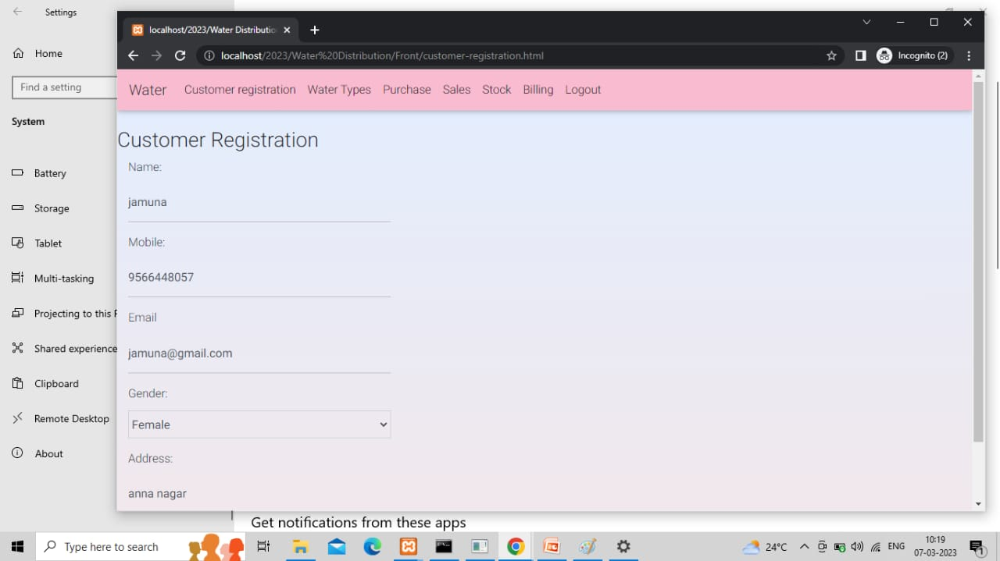 Settings
Home
Find a setting
System
Battery
Storage
Tablet
Multi-tasking
Projecting to this
Shared experience
Clipboard
Remote Desktop
About
localhost/2023/Water Distributio
localhost/2023/Water%20Distribution/Front/customer-registration.html
Incognito (2)
Water Customer registration Water Types Purchase Sales Stock Billing Logout
Customer Registration
Name:
jamuna
Mobile:
9566448057
Email
jamuna@gmail.com
Gender:
Female
Address:
anna nagar
Get notifications from these apps
Type here to search
24°C
ENG
10:19
07-03-2023
1